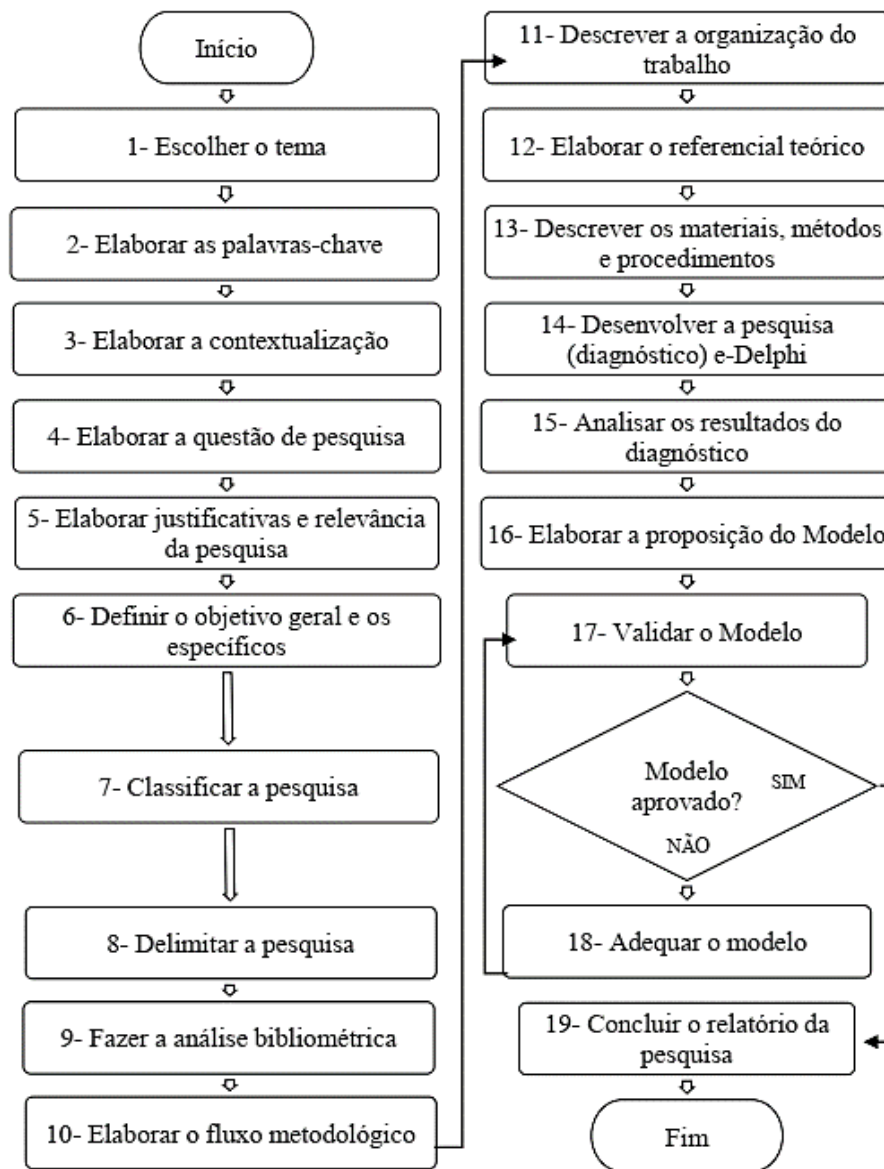 Início
1- Escolher o tema
2- Elaborar as palavras-chave
3- Elaborar a contextualização
4- Elaborar a questão de pesquisa
5- Elaborar justificativas e relevância
da pesquisa
6- Definir o objetivo geral e os
específicos
7- Classificar a pesquisa
8- Delimitar a pesquisa
9- Fazer a análise bibliométrica
10- Elaborar o fluxo metodológico
11- Descrever a organização do
trabalho
12- Elaborar o referencial teórico
13- Descrever os materiais, métodos
e procedimentos
14- Desenvolver a pesquisa
(diagnóstico) e-Delphi
15- Analisar os resultados do
diagnóstico
16- Elaborar a proposição do Modelo
17- Validar o Modelo
Modelo
aprovado?
SIM
NÃO
18- Adequar o modelo
19- Concluir o relatório da
pesquisa
Fim